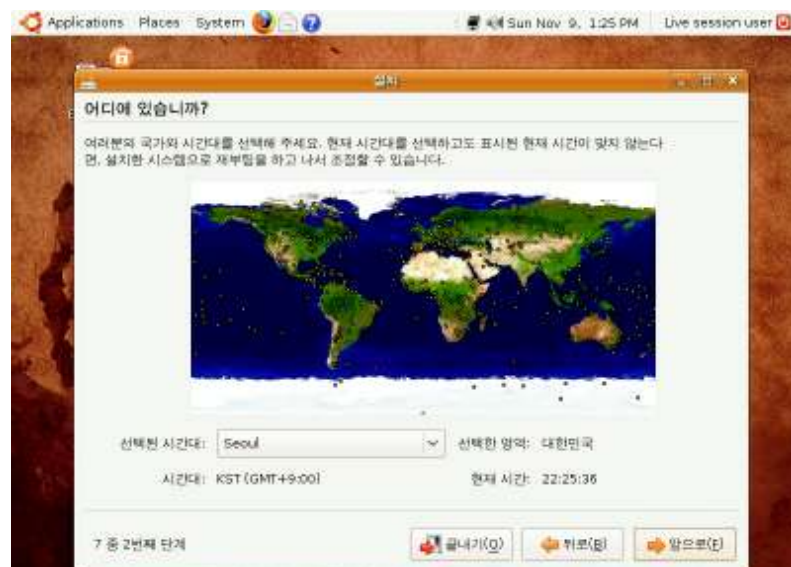 Applications Places System
Sun Nov 9, 1:25 PM Live session user
설치
어디에 있습니까?
여러분의 국가와 시간대를 선택해 주세요. 현재 시간대를 선택하고도 표시된 현재 시간이 맞지 않는다
면, 설치한 시스템으로 재부팅을 하고 나서 조정할 수 있습니다.
선택된 시간대: Seoul 선택한 영역: 대한민국
시간대: KST (GMT+9:00) 현재 시간: 22:25:36
7 중 2번째 단계 끝내기(Q) 뒤로(B) 앞으로(F)